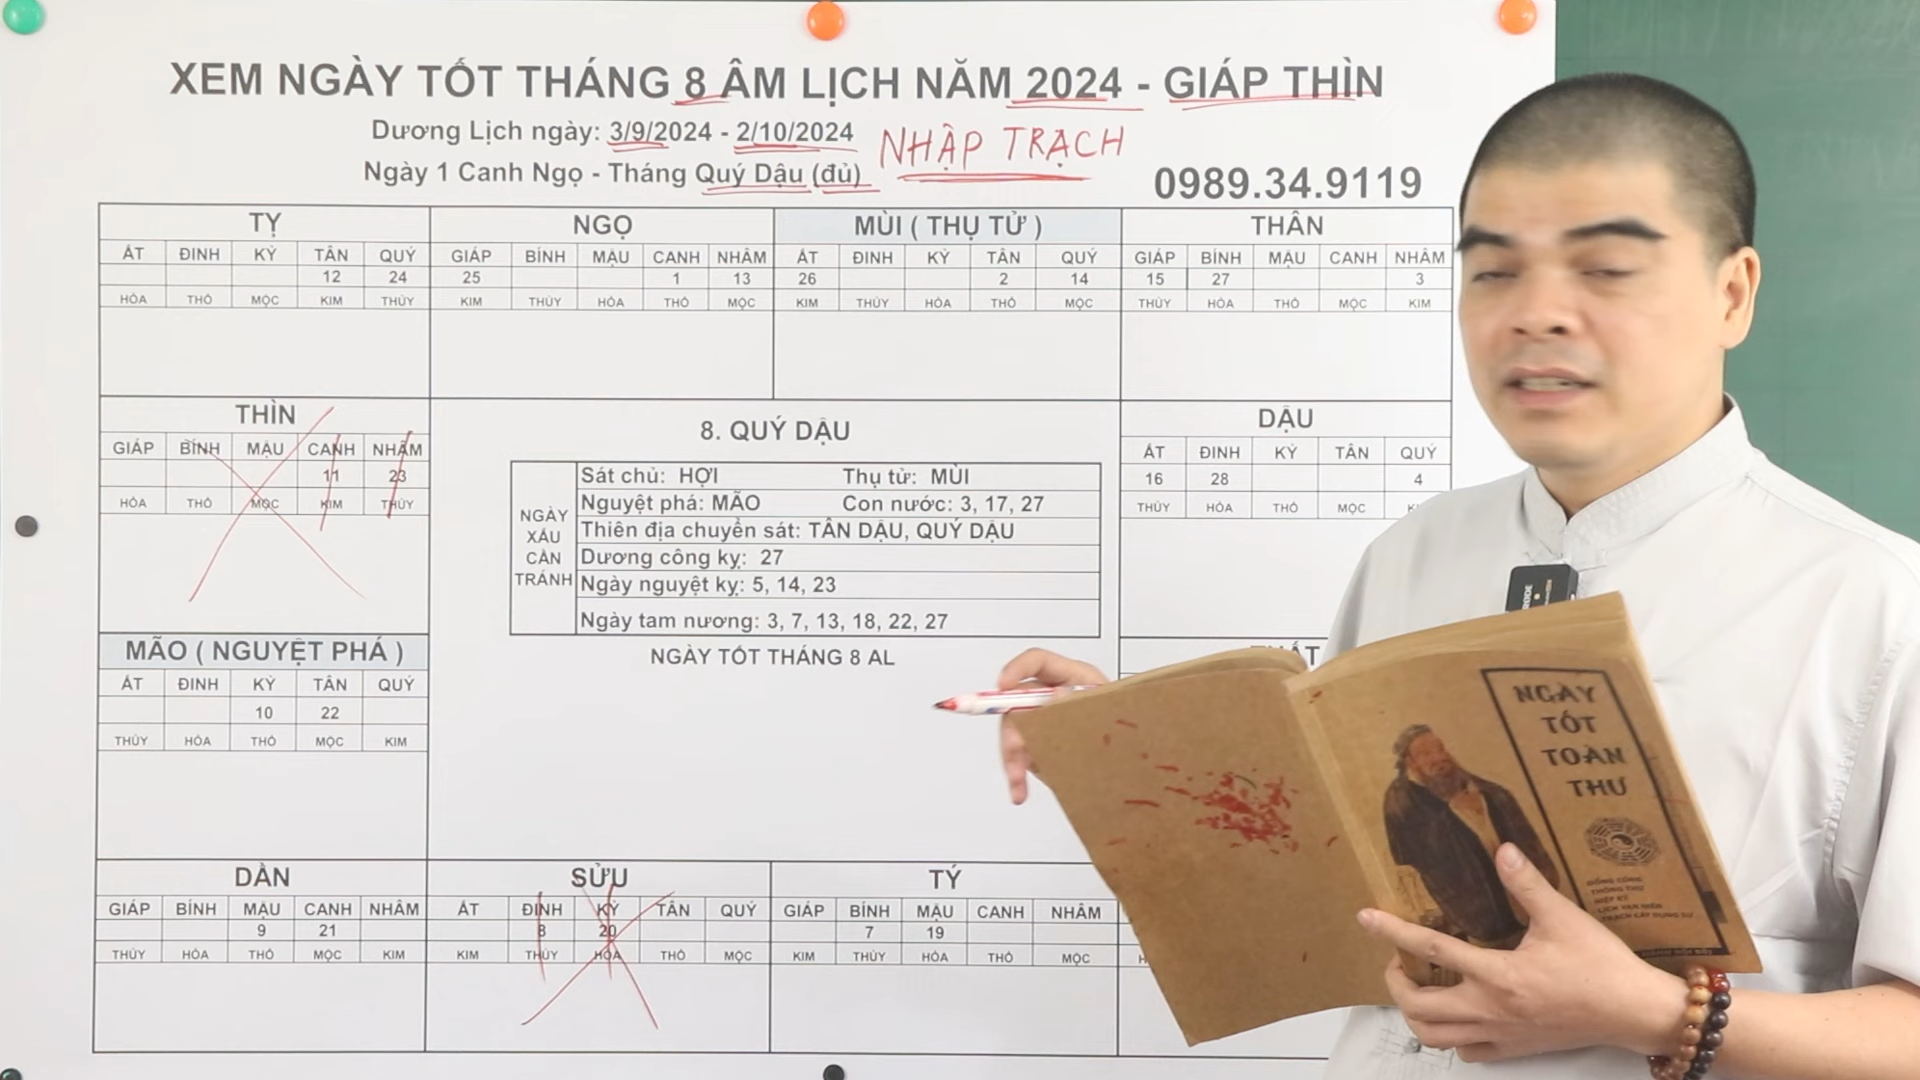 XEM NGÀY TỐT THÁNG 8 ÂM LỊCH NĂM 2024 - GIÁP THÌN
Dương Lịch ngày: 3/9/2024 - 2/10/2024
NHẬP TRẠCH
Ngày 1 Canh Ngọ - Tháng Quý Dậu (đủ)
0989.34.9119
TỴ
ẤT ĐINH KỶ TÂN QUÝ
12 24
HỎA THỔ MỘC KIM THỦY
NGỌ
GIÁP BÍNH MẬU CANH NHÂM
25 1 13
KIM THỦY HỎA THỔ MỘC
MÙI ( THỤ TỬ )
ẤT ĐINH KỶ TÂN QUÝ
26 2 14
KIM THỦY HỎA THỔ MỘC
THÂN
GIÁP BÍNH MẬU CANH NHÂM
15 27 3
THỦY HỎA THỔ MỘC KIM
THÌN
GIÁP BÍNH MẬU CANH NHÂM
11 23
HỎA THỔ MỘC KIM THỦY
8. QUÝ DẬU
NGÀY XẤU CẦN TRÁNH
Sát chủ: HỢI Thụ tử: MÙI
Nguyệt phá: MÃO Con nước: 3, 17, 27
Thiên địa chuyển sát: TÂN DẬU, QUÝ DẬU
Dương công kỵ: 27
Ngày nguyệt kỵ: 5, 14, 23
Ngày tam nương: 3, 7, 13, 18, 22, 27
NGÀY TỐT THÁNG 8 AL
DẬU
ẤT ĐINH KỶ TÂN QUÝ
16 28 4
THỦY HỎA THỔ MỘC
MÃO ( NGUYỆT PHÁ )
ẤT ĐINH KỶ TÂN QUÝ
10 22
THỦY HỎA THỔ MỘC KIM
DẦN
GIÁP BÍNH MẬU CANH NHÂM
9 21
THỦY HỎA THỔ MỘC KIM
SỬU
ẤT ĐINH KỶ TÂN QUÝ
8 20
KIM THỦY HỎA THỔ MỘC
TÝ
GIÁP BÍNH MẬU CANH NHÂM
7 19
KIM THỦY HỎA THỔ MỘC
RODE
NGÀY
TỐT
TOÀN
THƯ